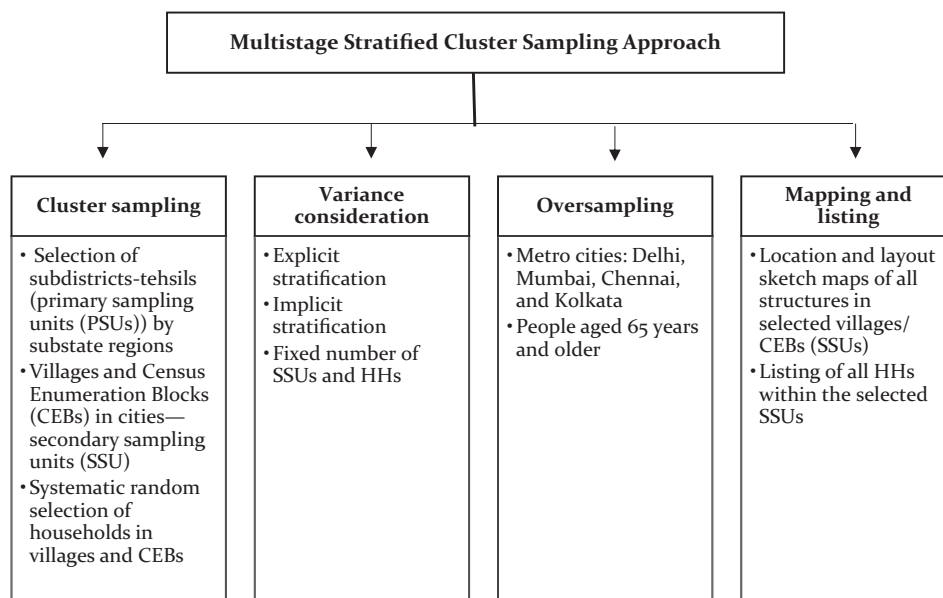 Multistage Stratified Cluster Sampling Approach
Cluster sampling
• Selection of
subdistricts-tehsils
(primary sampling
units (PSUs)) by
substate regions
• Villages and Census
Enumeration Blocks
(CEBs) in cities—
secondary sampling
units (SSU)
• Systematic random
selection of
households in
villages and CEBs
Variance
consideration
• Explicit
stratification
• Implicit
stratification
• Fixed number of
SSUs and HHs
Oversampling
• Metro cities: Delhi,
Mumbai, Chennai,
and Kolkata
• People aged 65 years
and older
Mapping and
listing
• Location and layout
sketch maps of all
structures in
selected villages/
CEBs (SSUs)
• Listing of all HHs
within the selected
SSUs